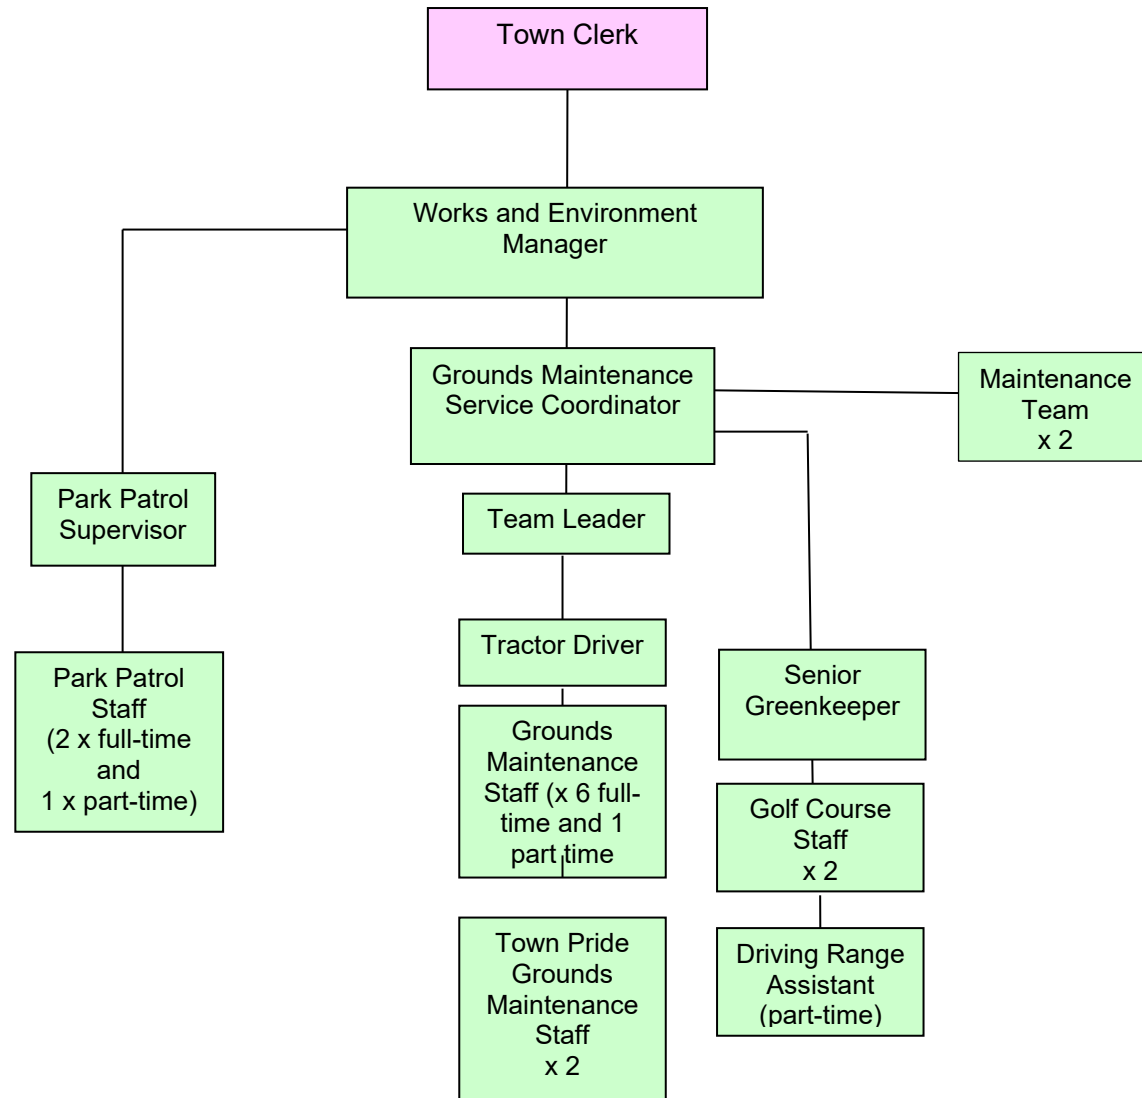 Town Clerk
Works and Environment
Manager
Grounds Maintenance
Service Coordinator
Maintenance
Team
x 2
Park Patrol
Supervisor
Team Leader
Tractor Driver
Park Patrol
Staff
(2 x full-time
and
1 x part-time)
Senior
Greenkeeper
Grounds
Maintenance
Staff (x 6 full-
time and 1
part time
Golf Course
Staff
x 2
Town Pride
Grounds
Maintenance
Staff
x 2
Driving Range
Assistant
(part-time)